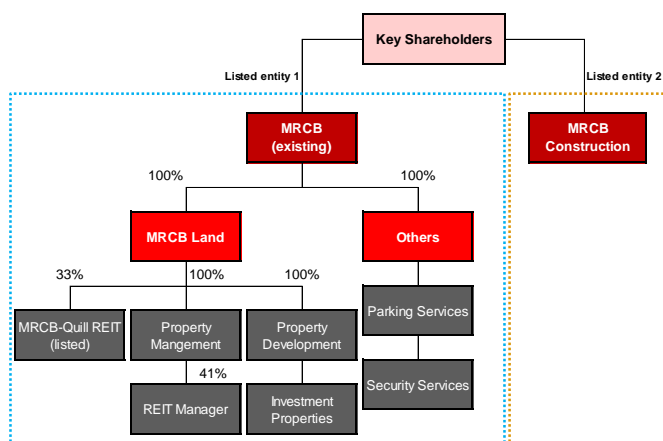 Key Shareholders
Listed entity 1
Listed entity 2
MRCB
(existing)
MRCB
Construction
100%
100%
MRCB Land
Others
33%
100%
100%
MRCB-Quill REIT
(listed)
Property
Mangement
Property
Development
Parking Services
41%
REIT Manager
Investment
Properties
Security Services